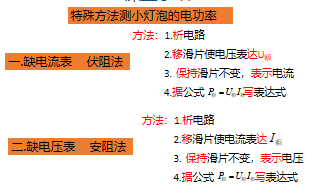 特殊方法测小灯泡的电功率
方法：1.析电路
2.移滑片使电压表达U额
一.缺电流表 伏阻法
3. 保持滑片不变，表示电流
4.据公式 P额=U额I额写表达式
方法：1.析电路
2.移滑片使电流表达 I额
二.缺电压表 安阻法
3. 保持滑片不变，表示电压
4.据公式 P额=U额I额写表达式